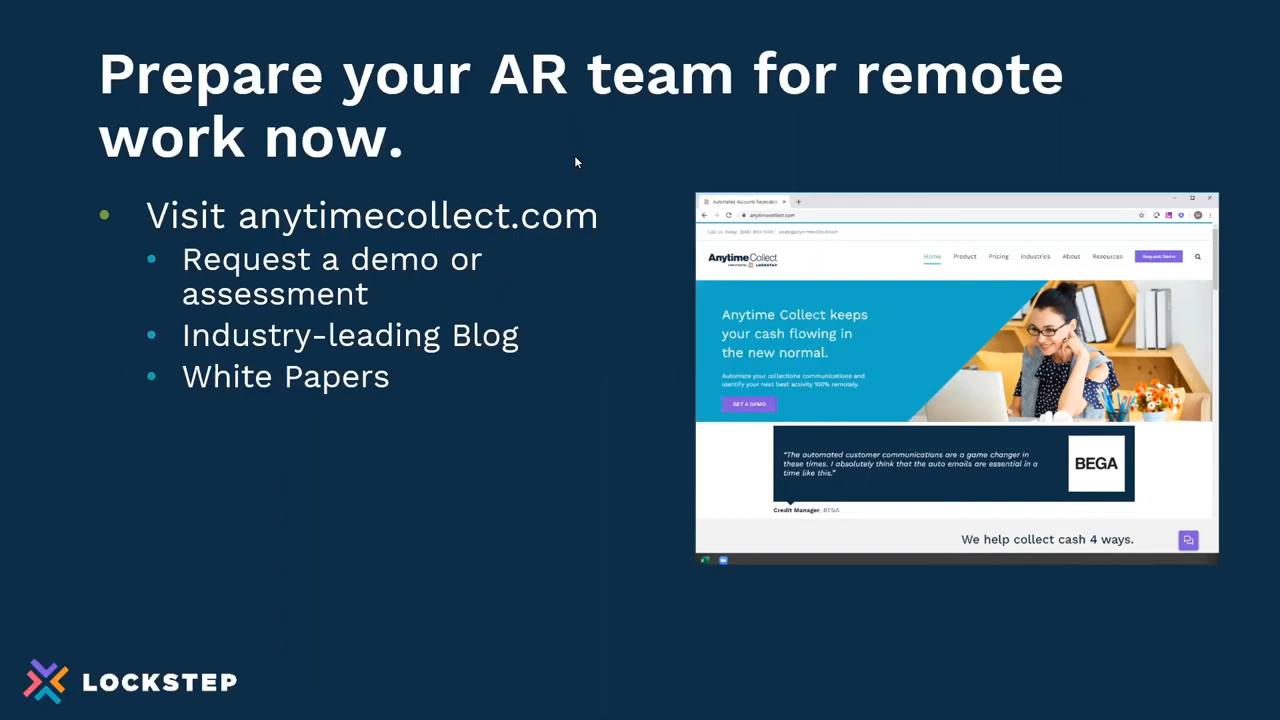 Prepare your AR team for remote
work now.
Visit anytimecollect.com
Request a demo or
assessment
Industry-leading Blog
White Papers
anytimecollect.com
AnytimeCollect
LOCKSTEP
Home
Product
Pricing
Industries
About
Resources
Request Demo
Anytime Collect keeps
your cash flowing in
the new normal.
Automate your collections communications and
identify your next best activity 100% remotely.
GET A DEMO
"The automated customer communications are a game changer in
these times. I absolutely think that the auto emails are essential in a
time like this."
BEGA
Credit Manager, BEGA
We help collect cash 4 ways.
LOCKSTEP